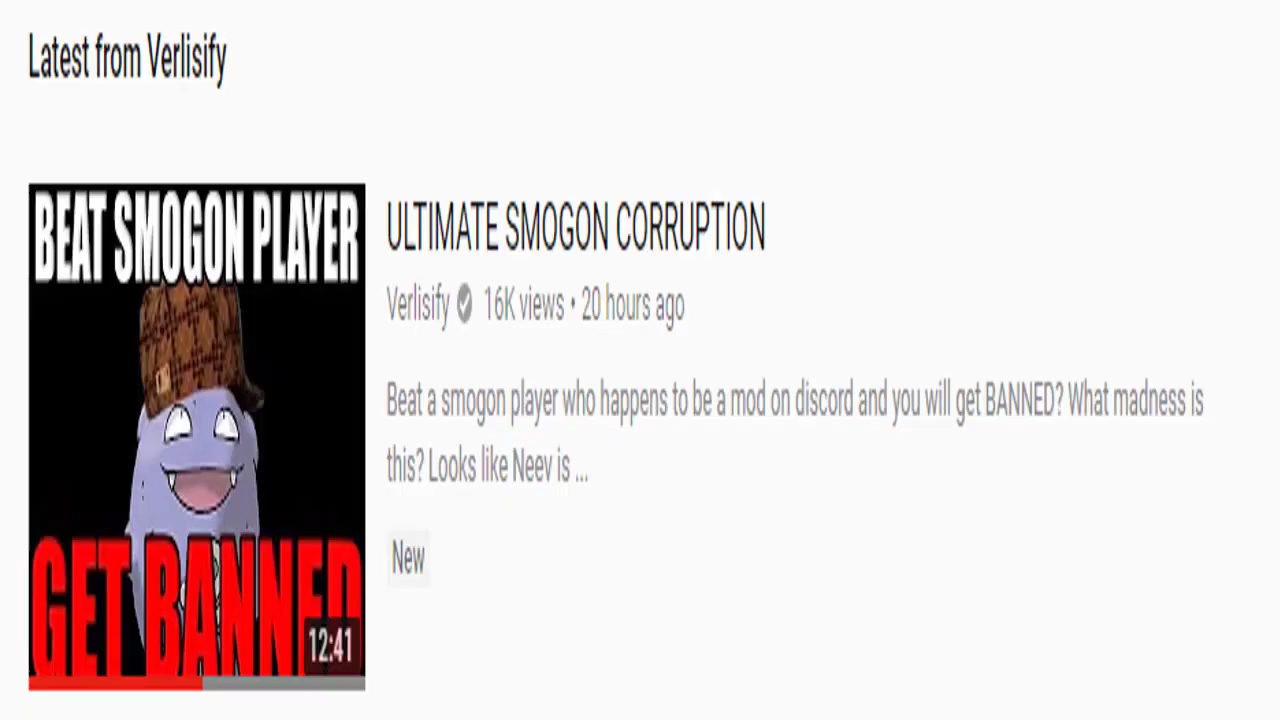 Latest from Verlisify
BEAT SMOGON PLAYER
GET BANNED
12:41
ULTIMATE SMOGON CORRUPTION
Verlisify 16K views • 20 hours ago
Beat a smogon player who happens to be a mod on discord and you will get BANNED? What madness is
this? Looks like Neev is ...
New